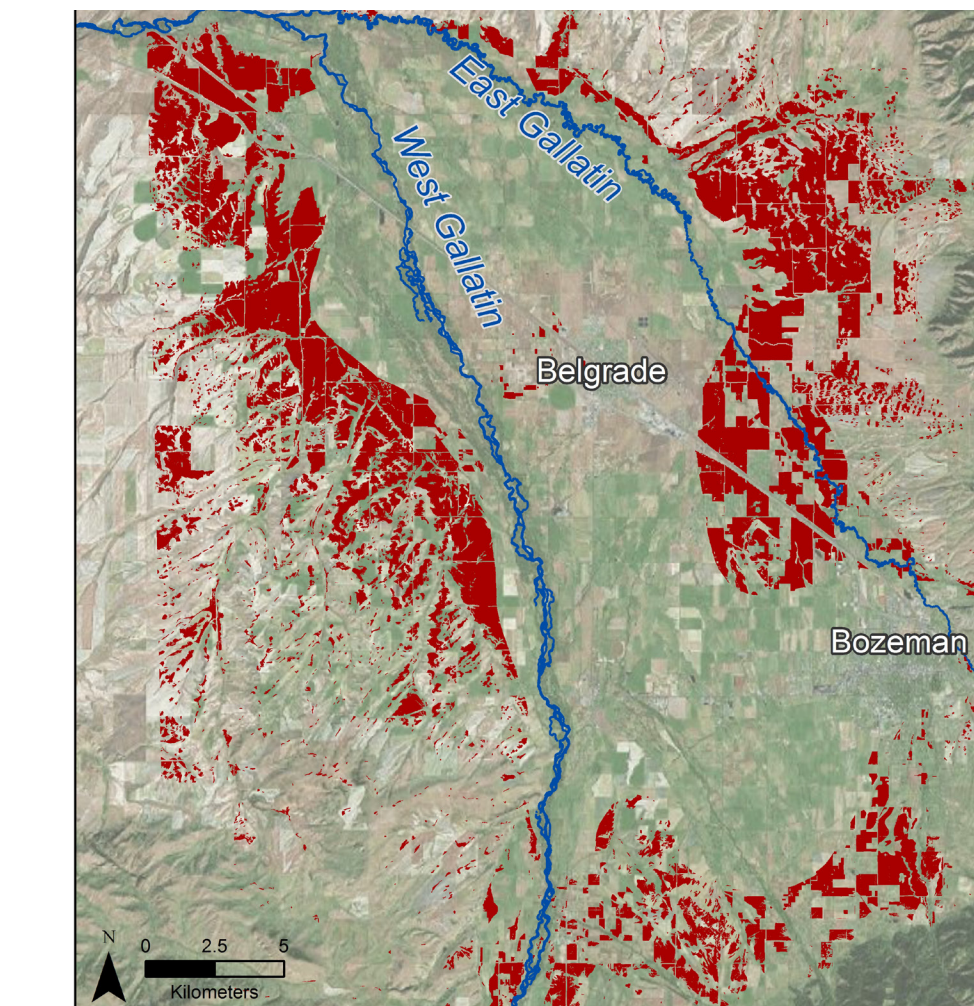 East Gallatin
West Gallatin
Belgrade
Bozeman
N
0 2.5 5
Kilometers